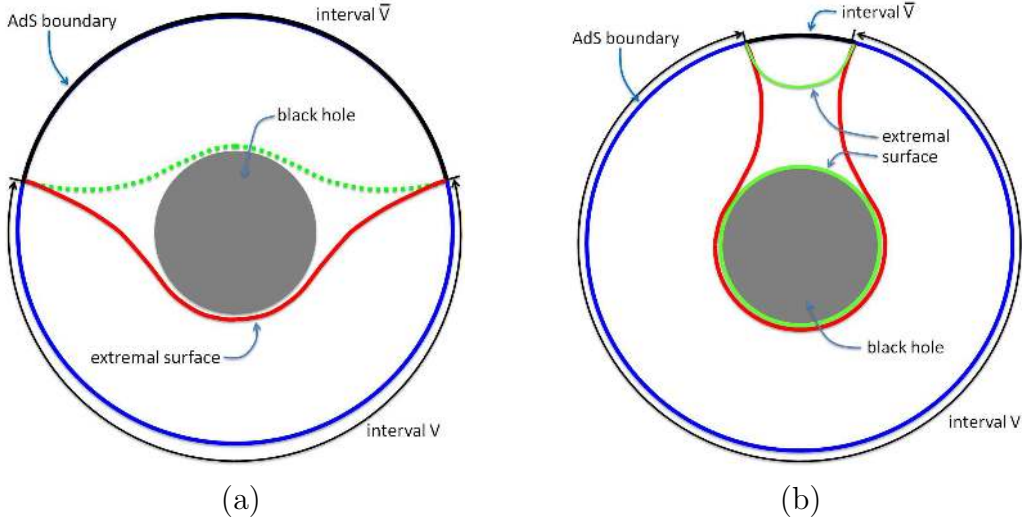 interval V̄
AdS boundary
black hole
extremal surface
interval V
(a)
interval V̄
AdS boundary
extremal
surface
black hole
interval V
(b)